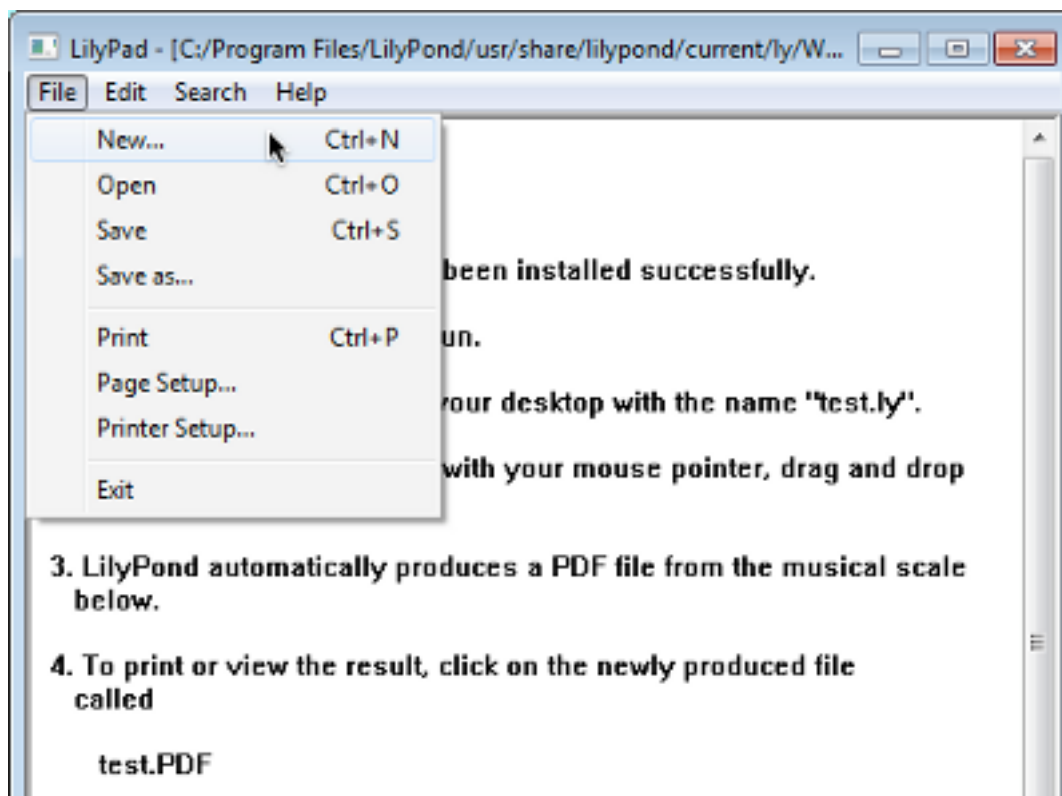 LilyPad - [C:/Program Files/LilyPond/usr/share/lilypond/current/ly/W...
File Edit Search Help
New... Ctrl+N
Open Ctrl+O
Save Ctrl+S
Save as...
been installed successfully.
Print Ctrl+P
un.
Page Setup...
your desktop with the name "test.ly".
Printer Setup...
with your mouse pointer, drag and drop
Exit
3. LilyPond automatically produces a PDF file from the musical scale
below.
4. To print or view the result, click on the newly produced file
called
test.PDF